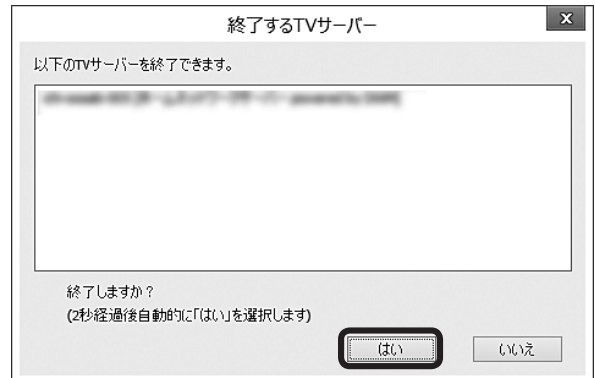 終了するTVサーバー
x
以下のTVサーバーを終了できます。
終了しますか？
(2秒経過後自動的に「はい」を選択します)
はい
いいえ